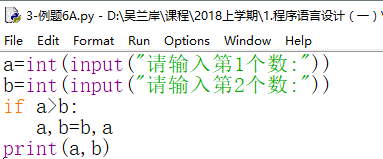 3-例题6A.py - D:\吴兰岸\课程\2018上学期\1.程序语言设计（一）\
File Edit Format Run Options Window Help
a=int(input("请输入第1个数:"))
b=int(input("请输入第2个数:"))
if a>b:
    a,b=b,a
print(a,b)